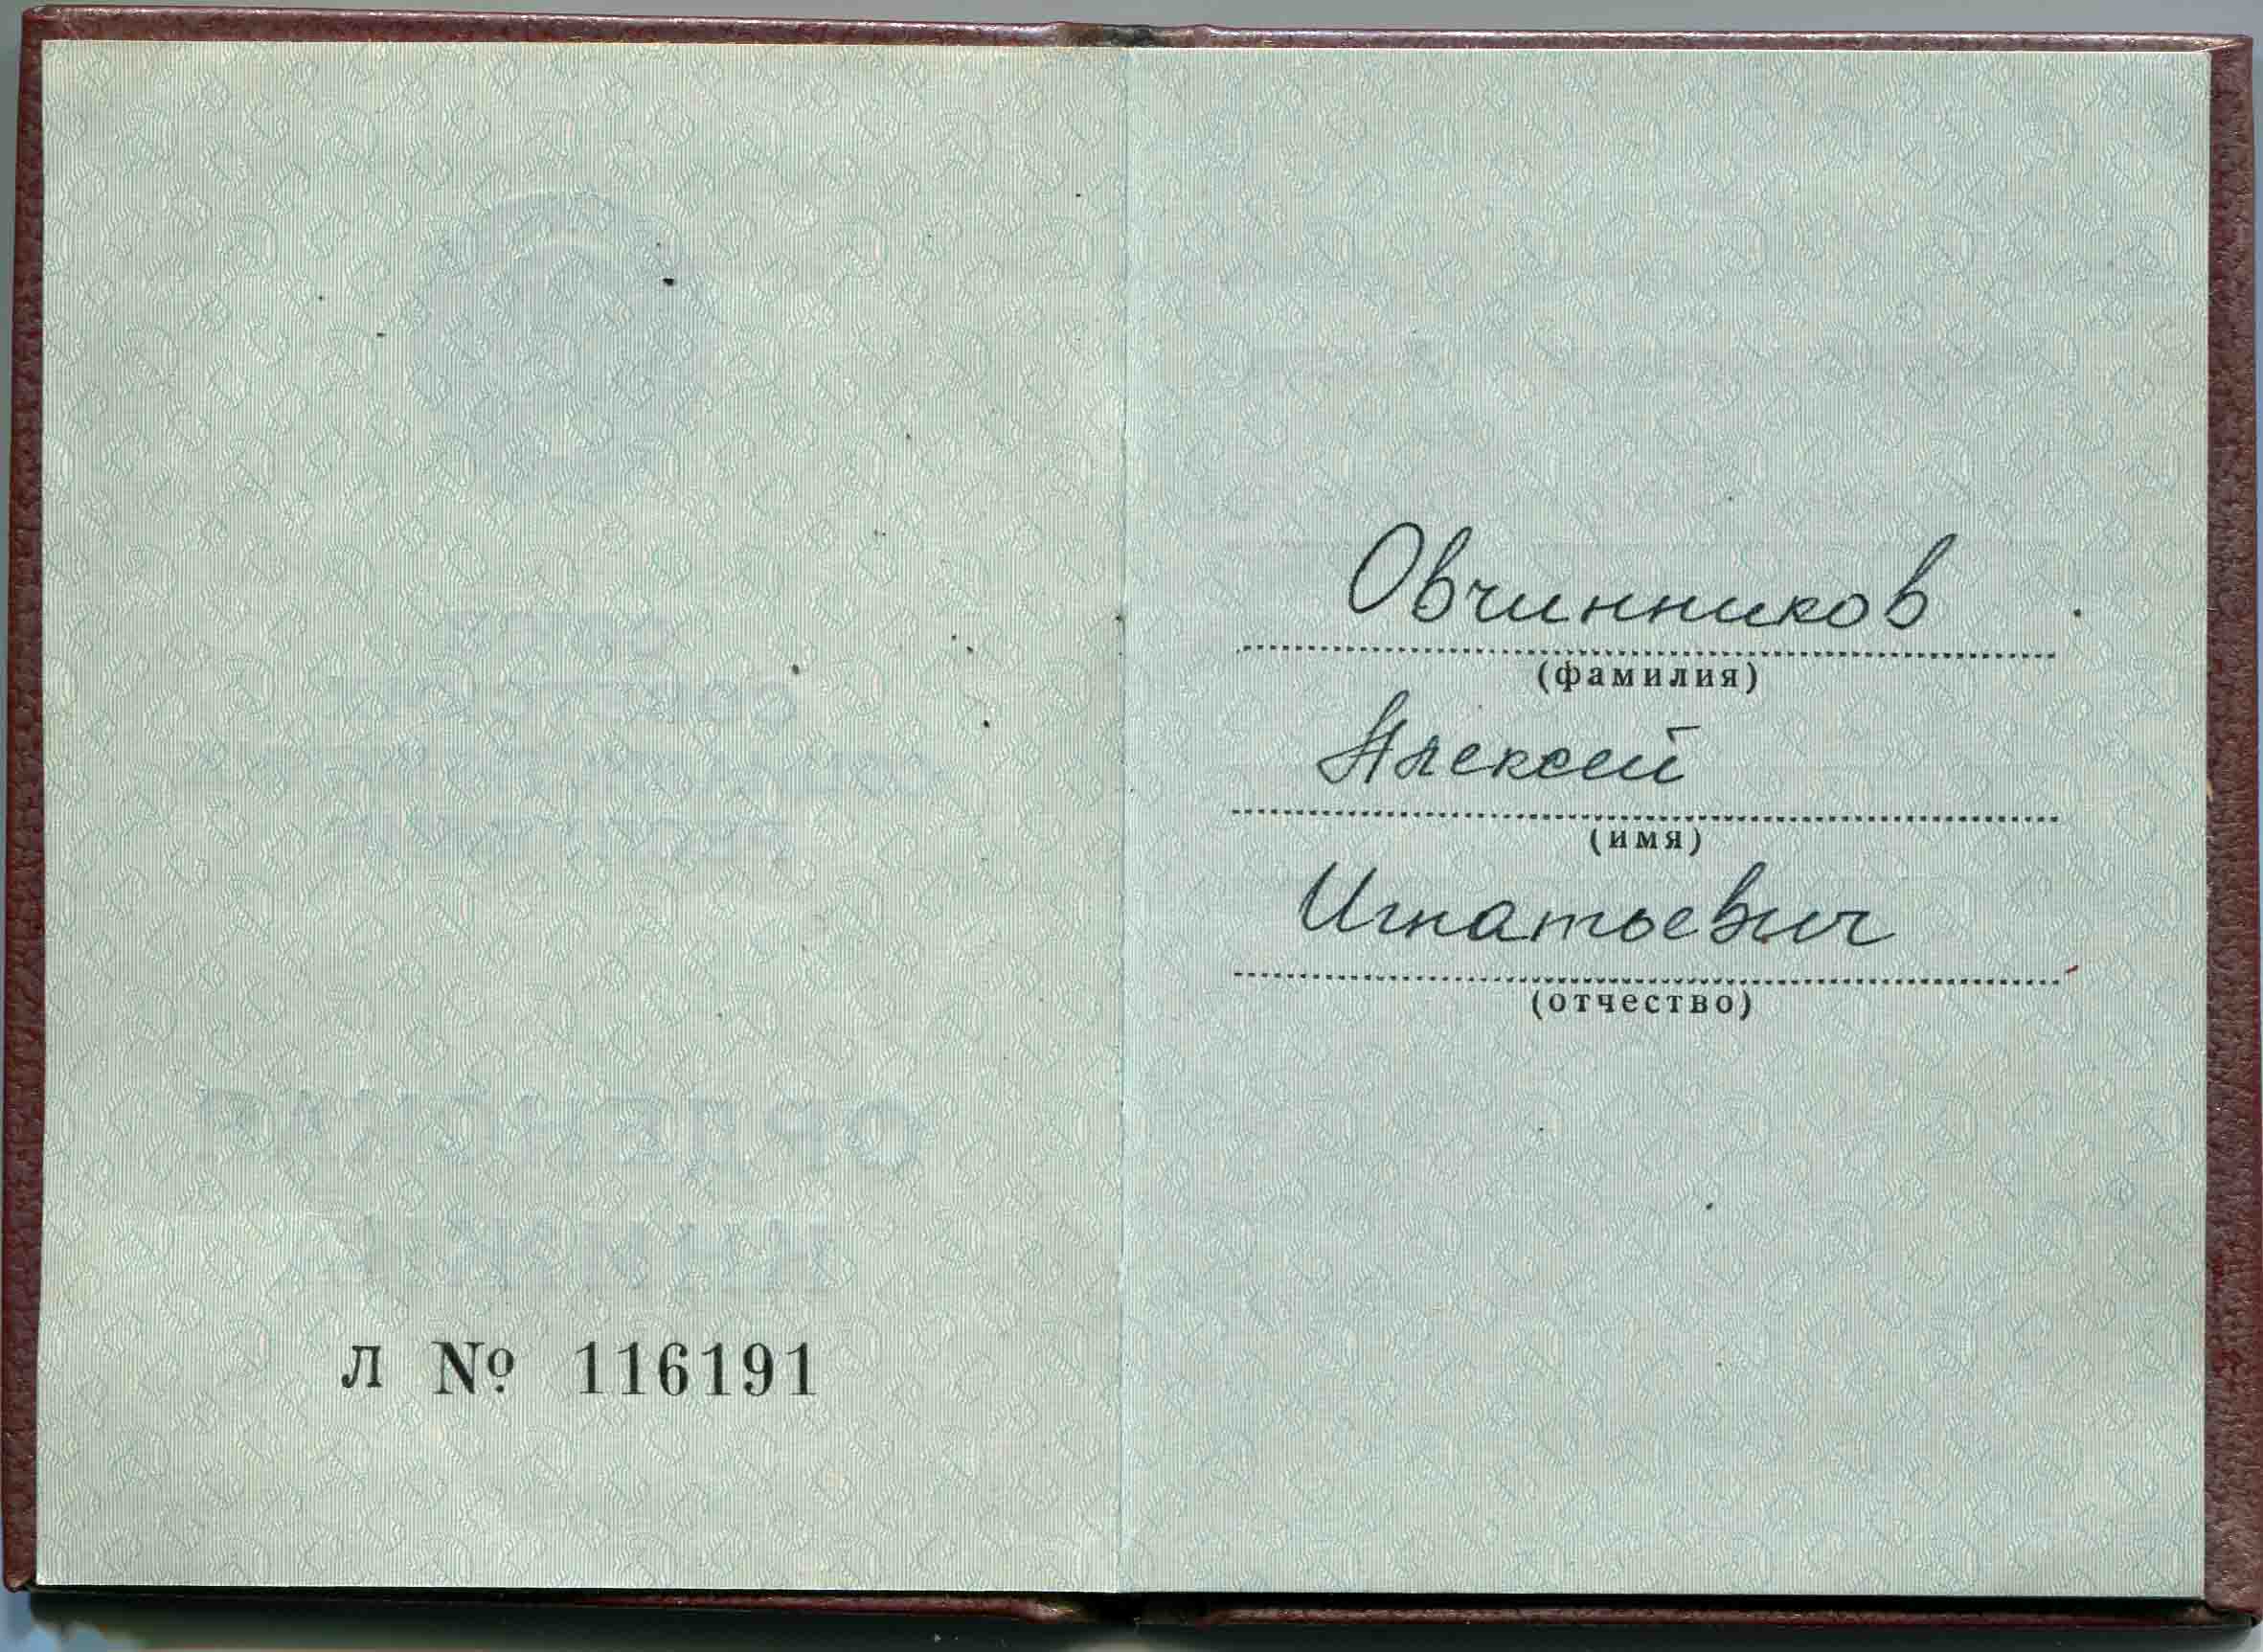 Л № 116191
Овчинников
(фамилия)
Алексей
(имя)
Игнатьевич
(отчество)